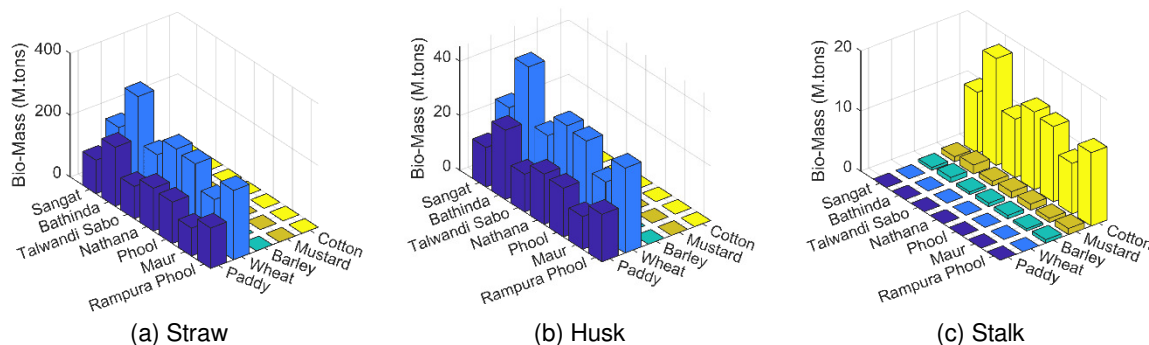 Bio-Mass (M.tons)
400
200
0
Sangat
Bathinda
Talwandi Sabo
Nathana
Phool
Maur
Rampura Phool
Paddy
Wheat
Barley
Mustard
Cotton
(a) Straw
Bio-Mass (M.tons)
40
20
0
Sangat
Bathinda
Talwandi Sabo
Nathana
Phool
Maur
Rampura Phool
Paddy
Wheat
Barley
Mustard
Cotton
(b) Husk
Bio-Mass (M.tons)
20
10
0
Sangat
Bathinda
Talwandi Sabo
Nathana
Phool
Maur
Rampura Phool
Paddy
Wheat
Barley
Mustard
Cotton
(c) Stalk